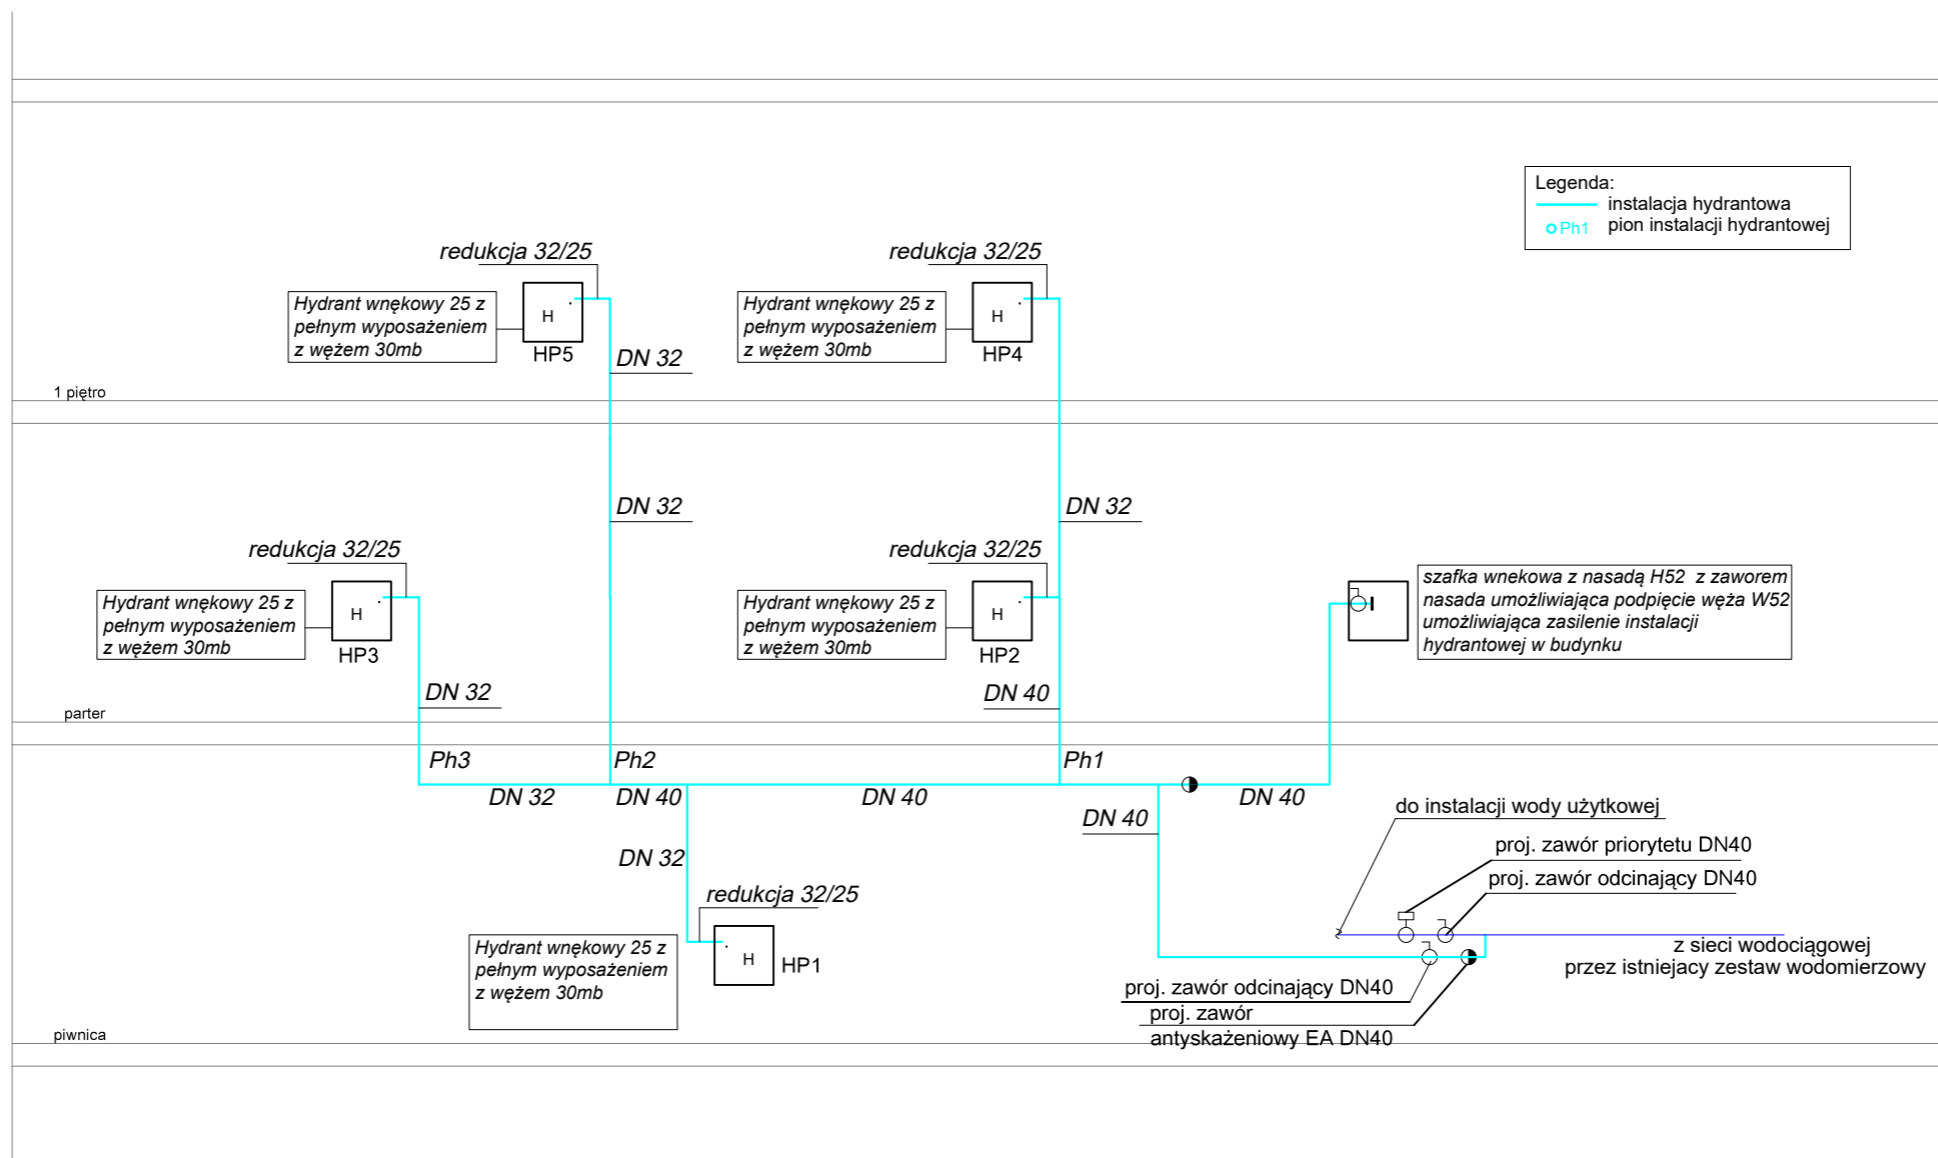 Legenda:
instalacja hydrantowa
Ph1 pion instalacji hydrantowej
redukcja 32/25
Hydrant wnękowy 25 z
pełnym wyposażeniem
z wężem 30mb
H
HP5
DN 32
redukcja 32/25
Hydrant wnękowy 25 z
pełnym wyposażeniem
z wężem 30mb
H
HP4
1 piętro
DN 32
DN 32
redukcja 32/25
Hydrant wnękowy 25 z
pełnym wyposażeniem
z wężem 30mb
H
HP3
DN 32
redukcja 32/25
Hydrant wnękowy 25 z
pełnym wyposażeniem
z wężem 30mb
H
HP2
DN 40
szafka wnekowa z nasadą H52 z zaworem
nasada umożliwiająca podpięcie węża W52
umożliwiająca zasilenie instalacji
hydrantowej w budynku
parter
Ph3
Ph2
Ph1
DN 32
DN 40
DN 40
DN 40
DN 40
DN 32
redukcja 32/25
Hydrant wnękowy 25 z
pełnym wyposażeniem
z wężem 30mb
H
HP1
do instalacji wody użytkowej
proj. zawór priorytetu DN40
proj. zawór odcinający DN40
z sieci wodociągowej
przez istniejacy zestaw wodomierzowy
proj. zawór odcinający DN40
proj. zawór
antyskażeniowy EA DN40
piwnica